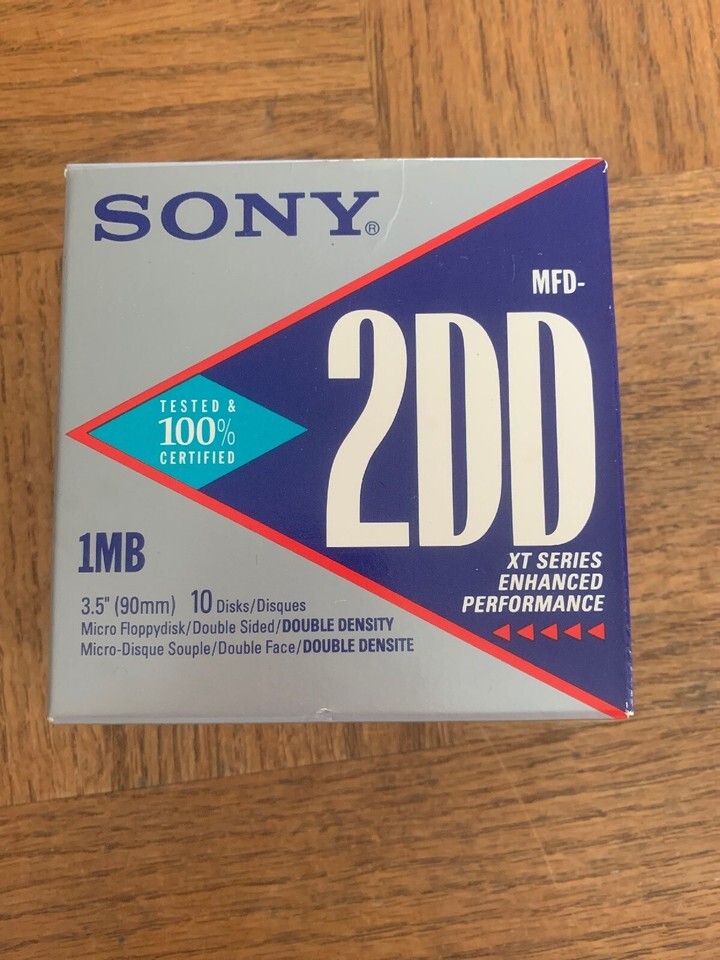 SONY®
MFD-
2DD
TESTED &
100%
CERTIFIED
1MB
XT SERIES
ENHANCED
PERFORMANCE
3.5" (90mm) 10 Disks/Disques
Micro Floppydisk/Double Sided/DOUBLE DENSITY
Micro-Disque Souple/Double Face/DOUBLE DENSITE